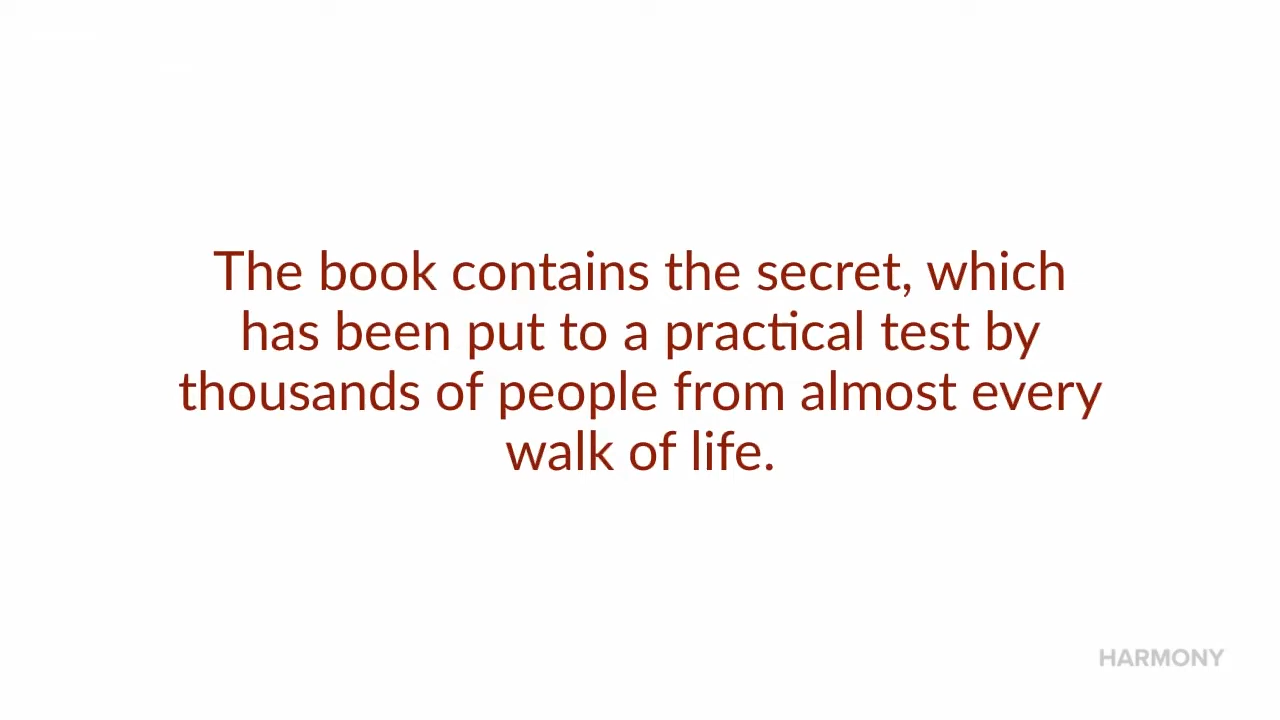 The book contains the secret, which
has been put to a practical test by
thousands of people from almost every
walk of life.
HARMONY